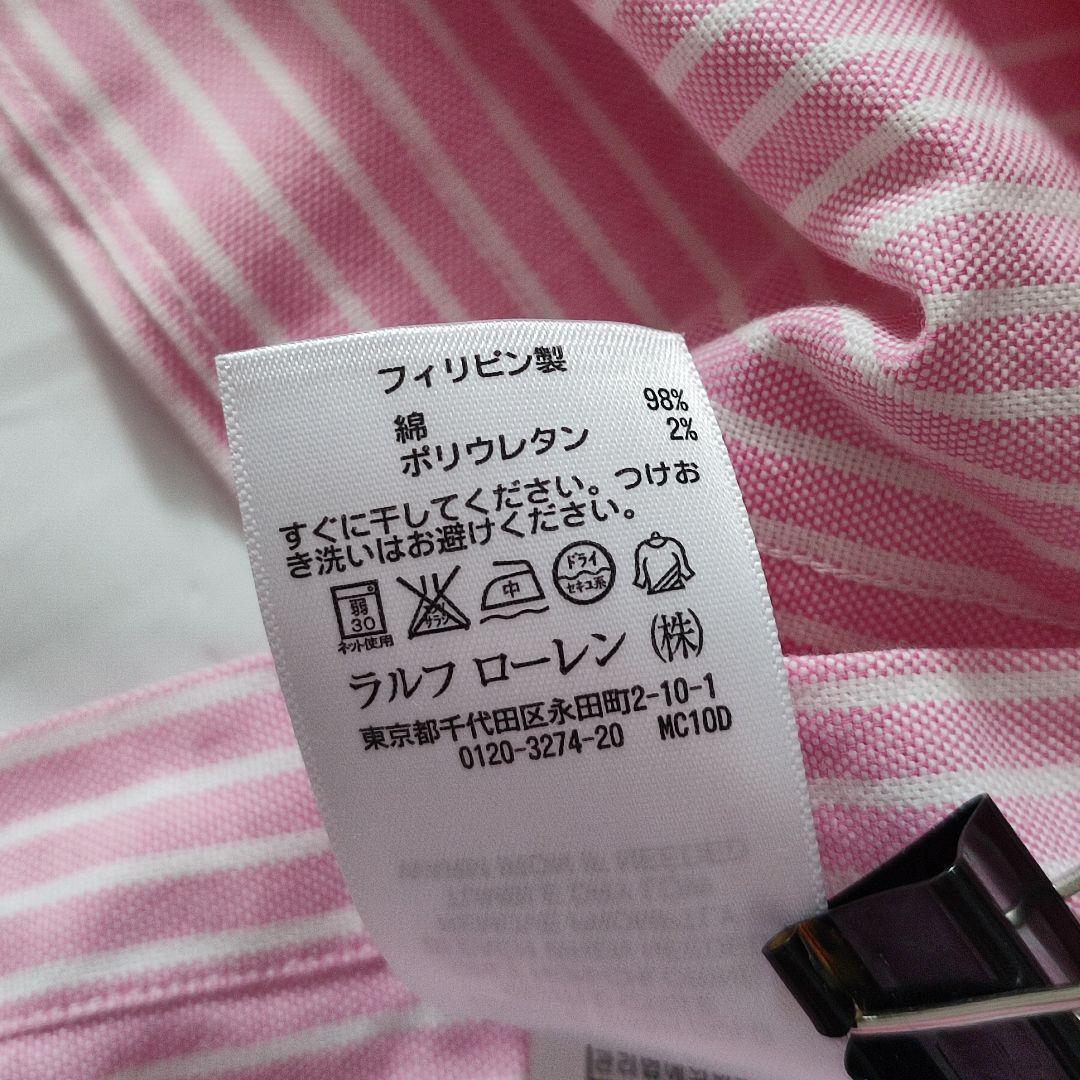 フィリピン製
綿 98%
ポリウレタン 2%
すぐに干してください。つけお
き洗いはお避けください。
弱 中 ドライ
30 サラシ セキユ系
ネット使用
ラルフ ローレン (株)
東京都千代田区永田町2-10-1
0120-3274-20 MC10D